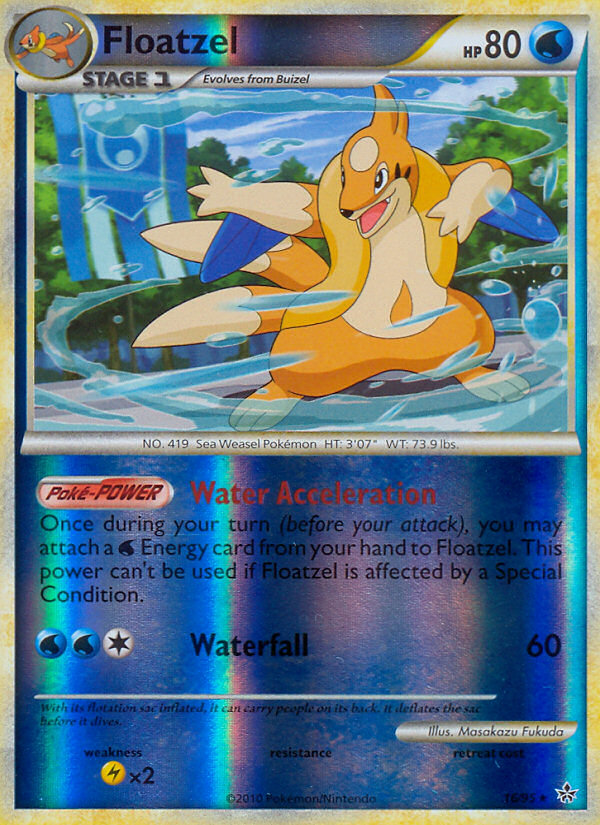 Floatzel
HP 80
STAGE 1
Evolves from Buizel
NO. 419 Sea Weasel Pokémon HT: 3'07" WT: 73.9 lbs.
Poké-POWER Water Acceleration
Once during your turn (before your attack), you may
attach a Energy card from your hand to Floatzel. This
power can't be used if Floatzel is affected by a Special
Condition.
Waterfall 60
With its flotation sac inflated, it can carry people on its back. It deflates the sac
before it dives.
Illus. Masakazu Fukuda
weakness resistance retreat cost
×2
©2010 Pokémon/Nintendo 16/95 ★